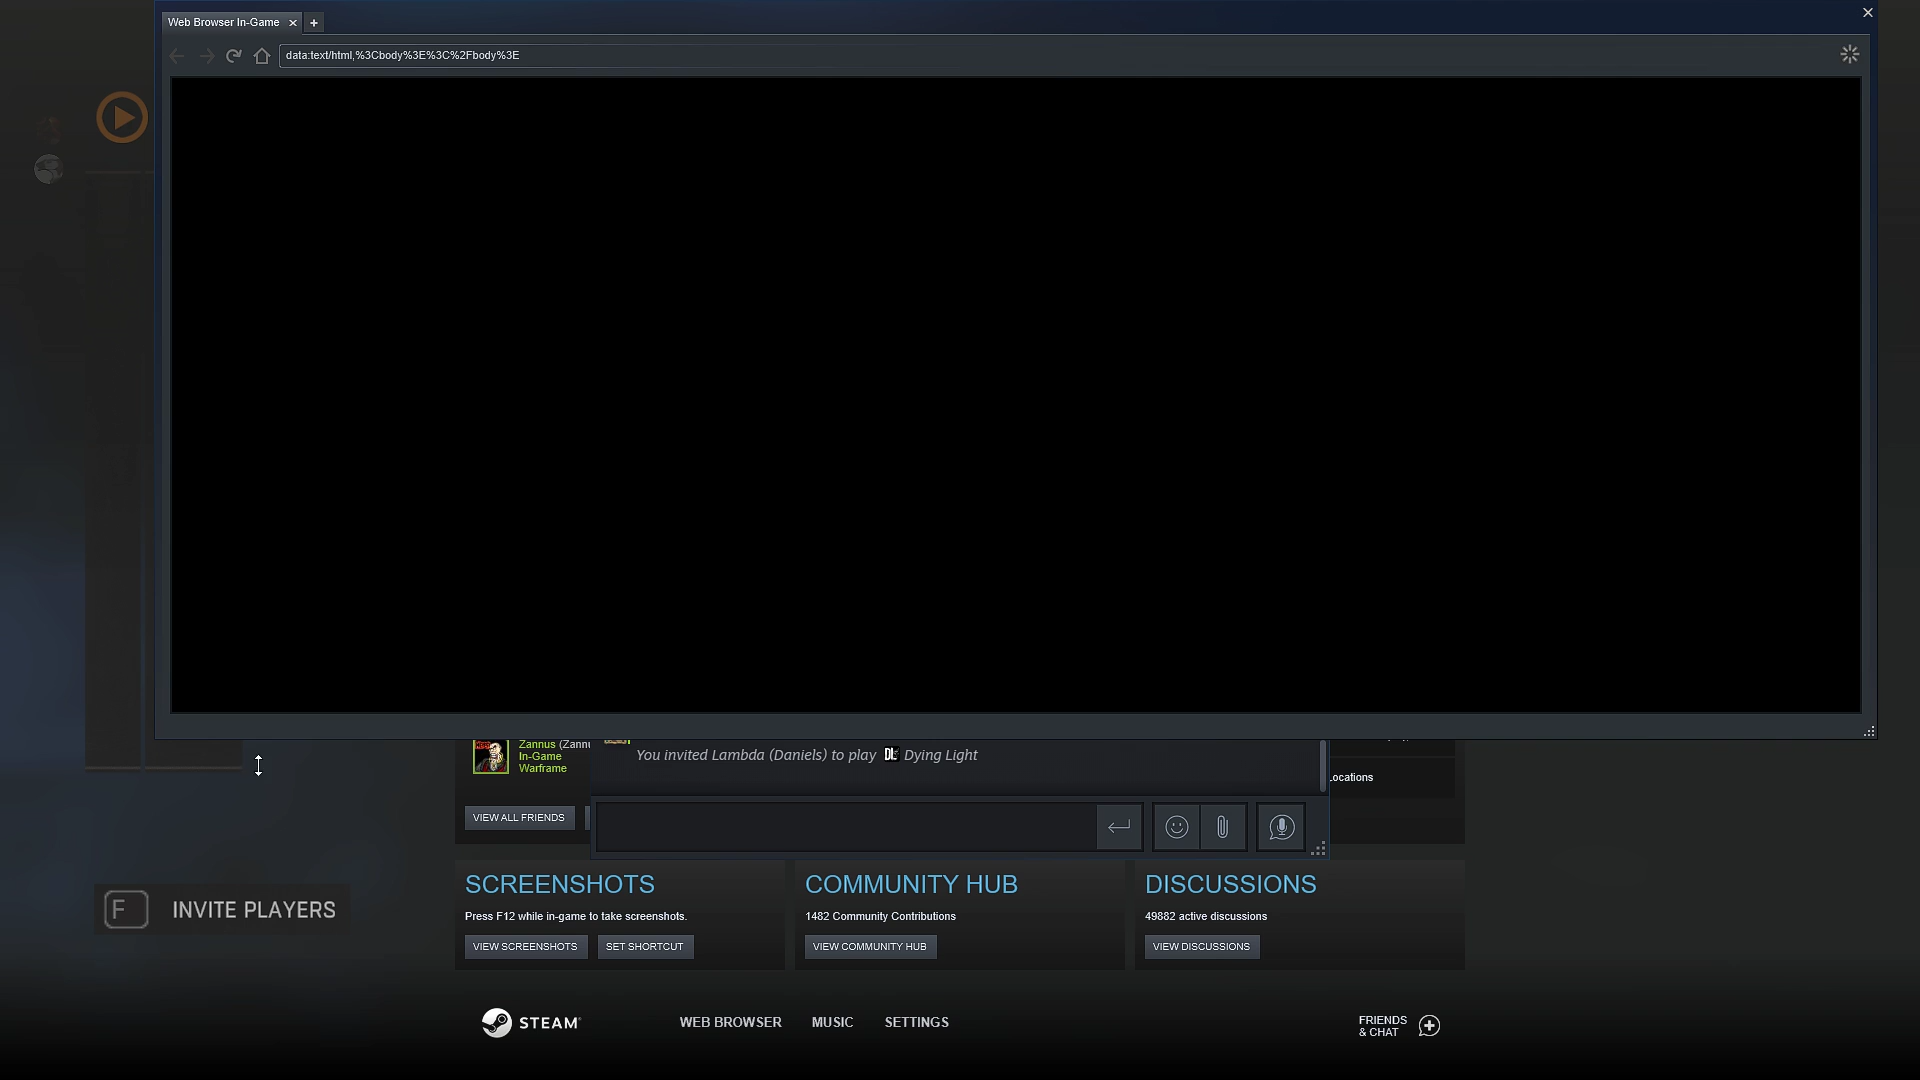 Web Browser In-Game
data:text/html,%3Cbody%3E%3C%2Fbody%3E
Zannus (Zannu
In-Game
Warframe
You invited Lambda (Daniels) to play DL Dying Light
Locations
VIEW ALL FRIENDS
F INVITE PLAYERS
SCREENSHOTS
Press F12 while in-game to take screenshots.
VIEW SCREENSHOTS
SET SHORTCUT
COMMUNITY HUB
1482 Community Contributions
VIEW COMMUNITY HUB
DISCUSSIONS
49882 active discussions
VIEW DISCUSSIONS
STEAM
WEB BROWSER
MUSIC
SETTINGS
FRIENDS
& CHAT